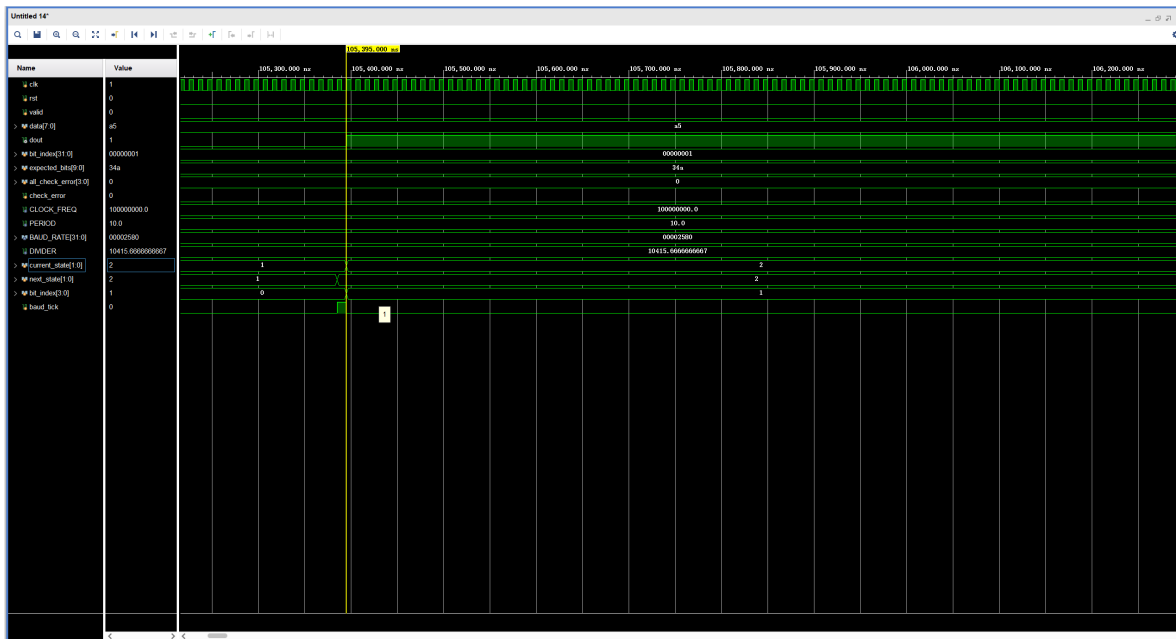 Untitled 14*
105,395.000 ns
Name Value
105,300.000 ns 105,400.000 ns 105,500.000 ns 105,600.000 ns 105,700.000 ns 105,800.000 ns 105,900.000 ns 106,000.000 ns 106,100.000 ns 106,200.000 ns
clk 1
rst 0
valid 0
data[7:0] a5 a5
dout 1
bit_index[31:0] 00000001 00000001
expected_bits[9:0] 34a 34a
all_check_error[3:0] 0 0
check_error 0
CLOCK_FREQ 100000000.0 100000000.0
PERIOD 10.0 10.0
BAUD_RATE[31:0] 00002580 00002580
DIVIDER 10415.6666666667 10415.6666666667
current_state[1:0] 2 1 2
next_state[1:0] 2 1 2
bit_index[3:0] 1 0 1
baud_tick 0
1